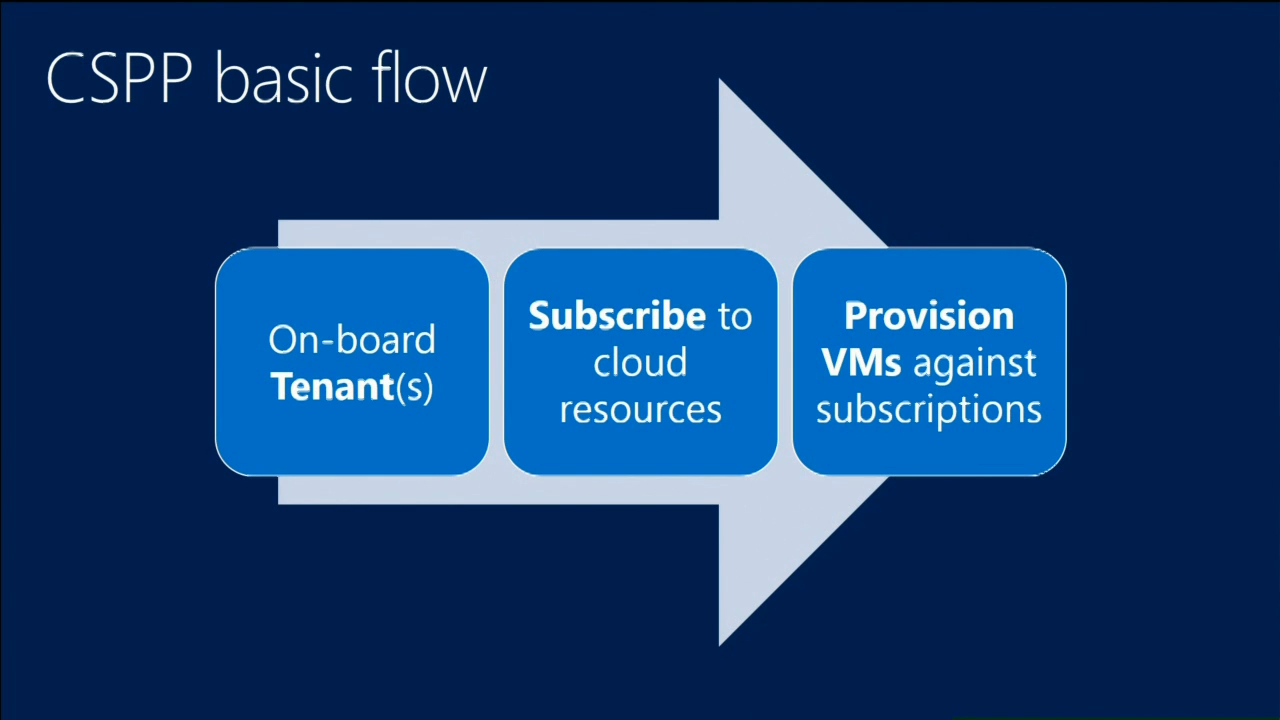 CSPP basic flow
On-board
Tenant(s)
Subscribe to
cloud
resources
Provision
VMs against
subscriptions